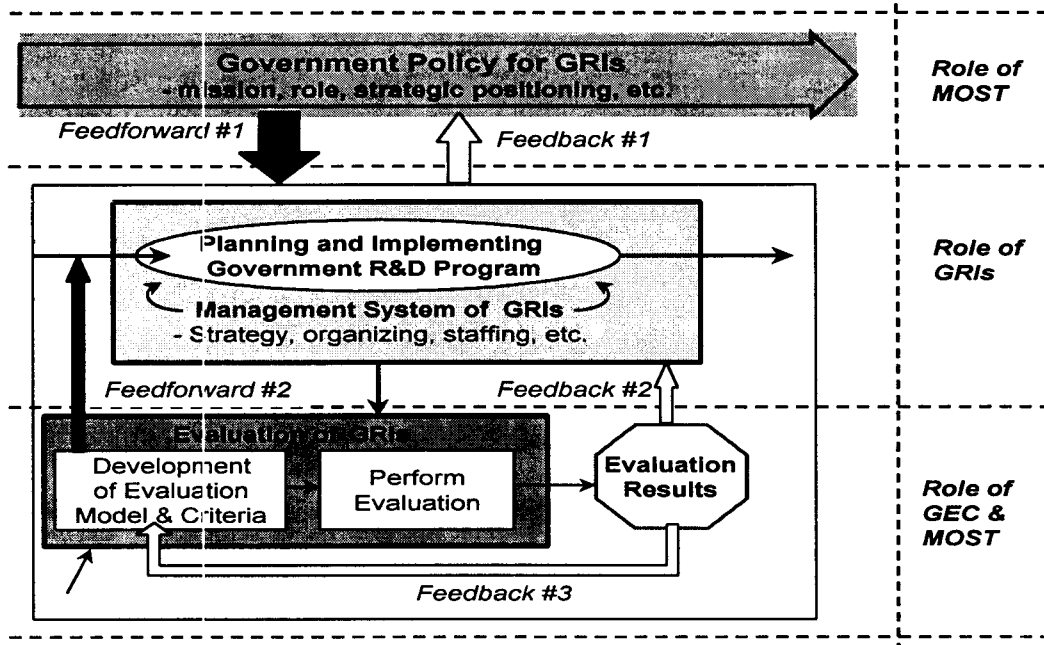 Government Policy for GRIs
- mission, role, strategic positioning, etc.
Role of
MOST
Feedforward #1
Feedback #1
Planning and Implementing
Government R&D Program
Management System of GRIs
- Strategy, organizing, staffing, etc.
Role of
GRIs
Feedforward #2
Feedback #2
Evaluation of GRIs
Development
of Evaluation
Model & Criteria
Perform
Evaluation
Evaluation
Results
Role of
GEC &
MOST
Feedback #3